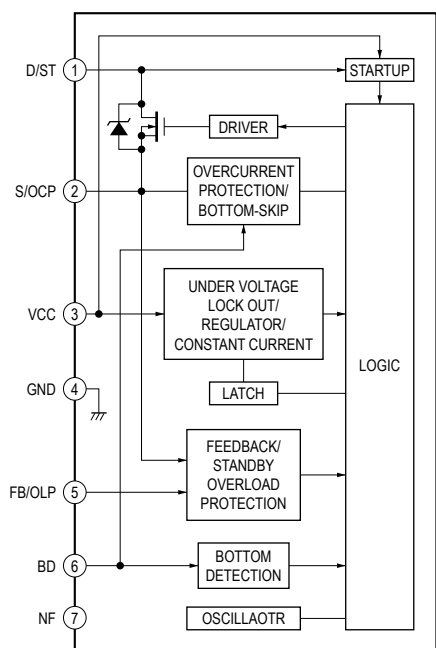 D/ST
1
STARTUP
DRIVER
S/OCP
2
OVERCURRENT
PROTECTION/
BOTTOM-SKIP
VCC
3
UNDER VOLTAGE
LOCK OUT/
REGULATOR/
CONSTANT CURRENT
LOGIC
GND
4
LATCH
FB/OLP
5
FEEDBACK/
STANDBY
OVERLOAD
PROTECTION
BD
6
BOTTOM
DETECTION
NF
7
OSCILLAOTR